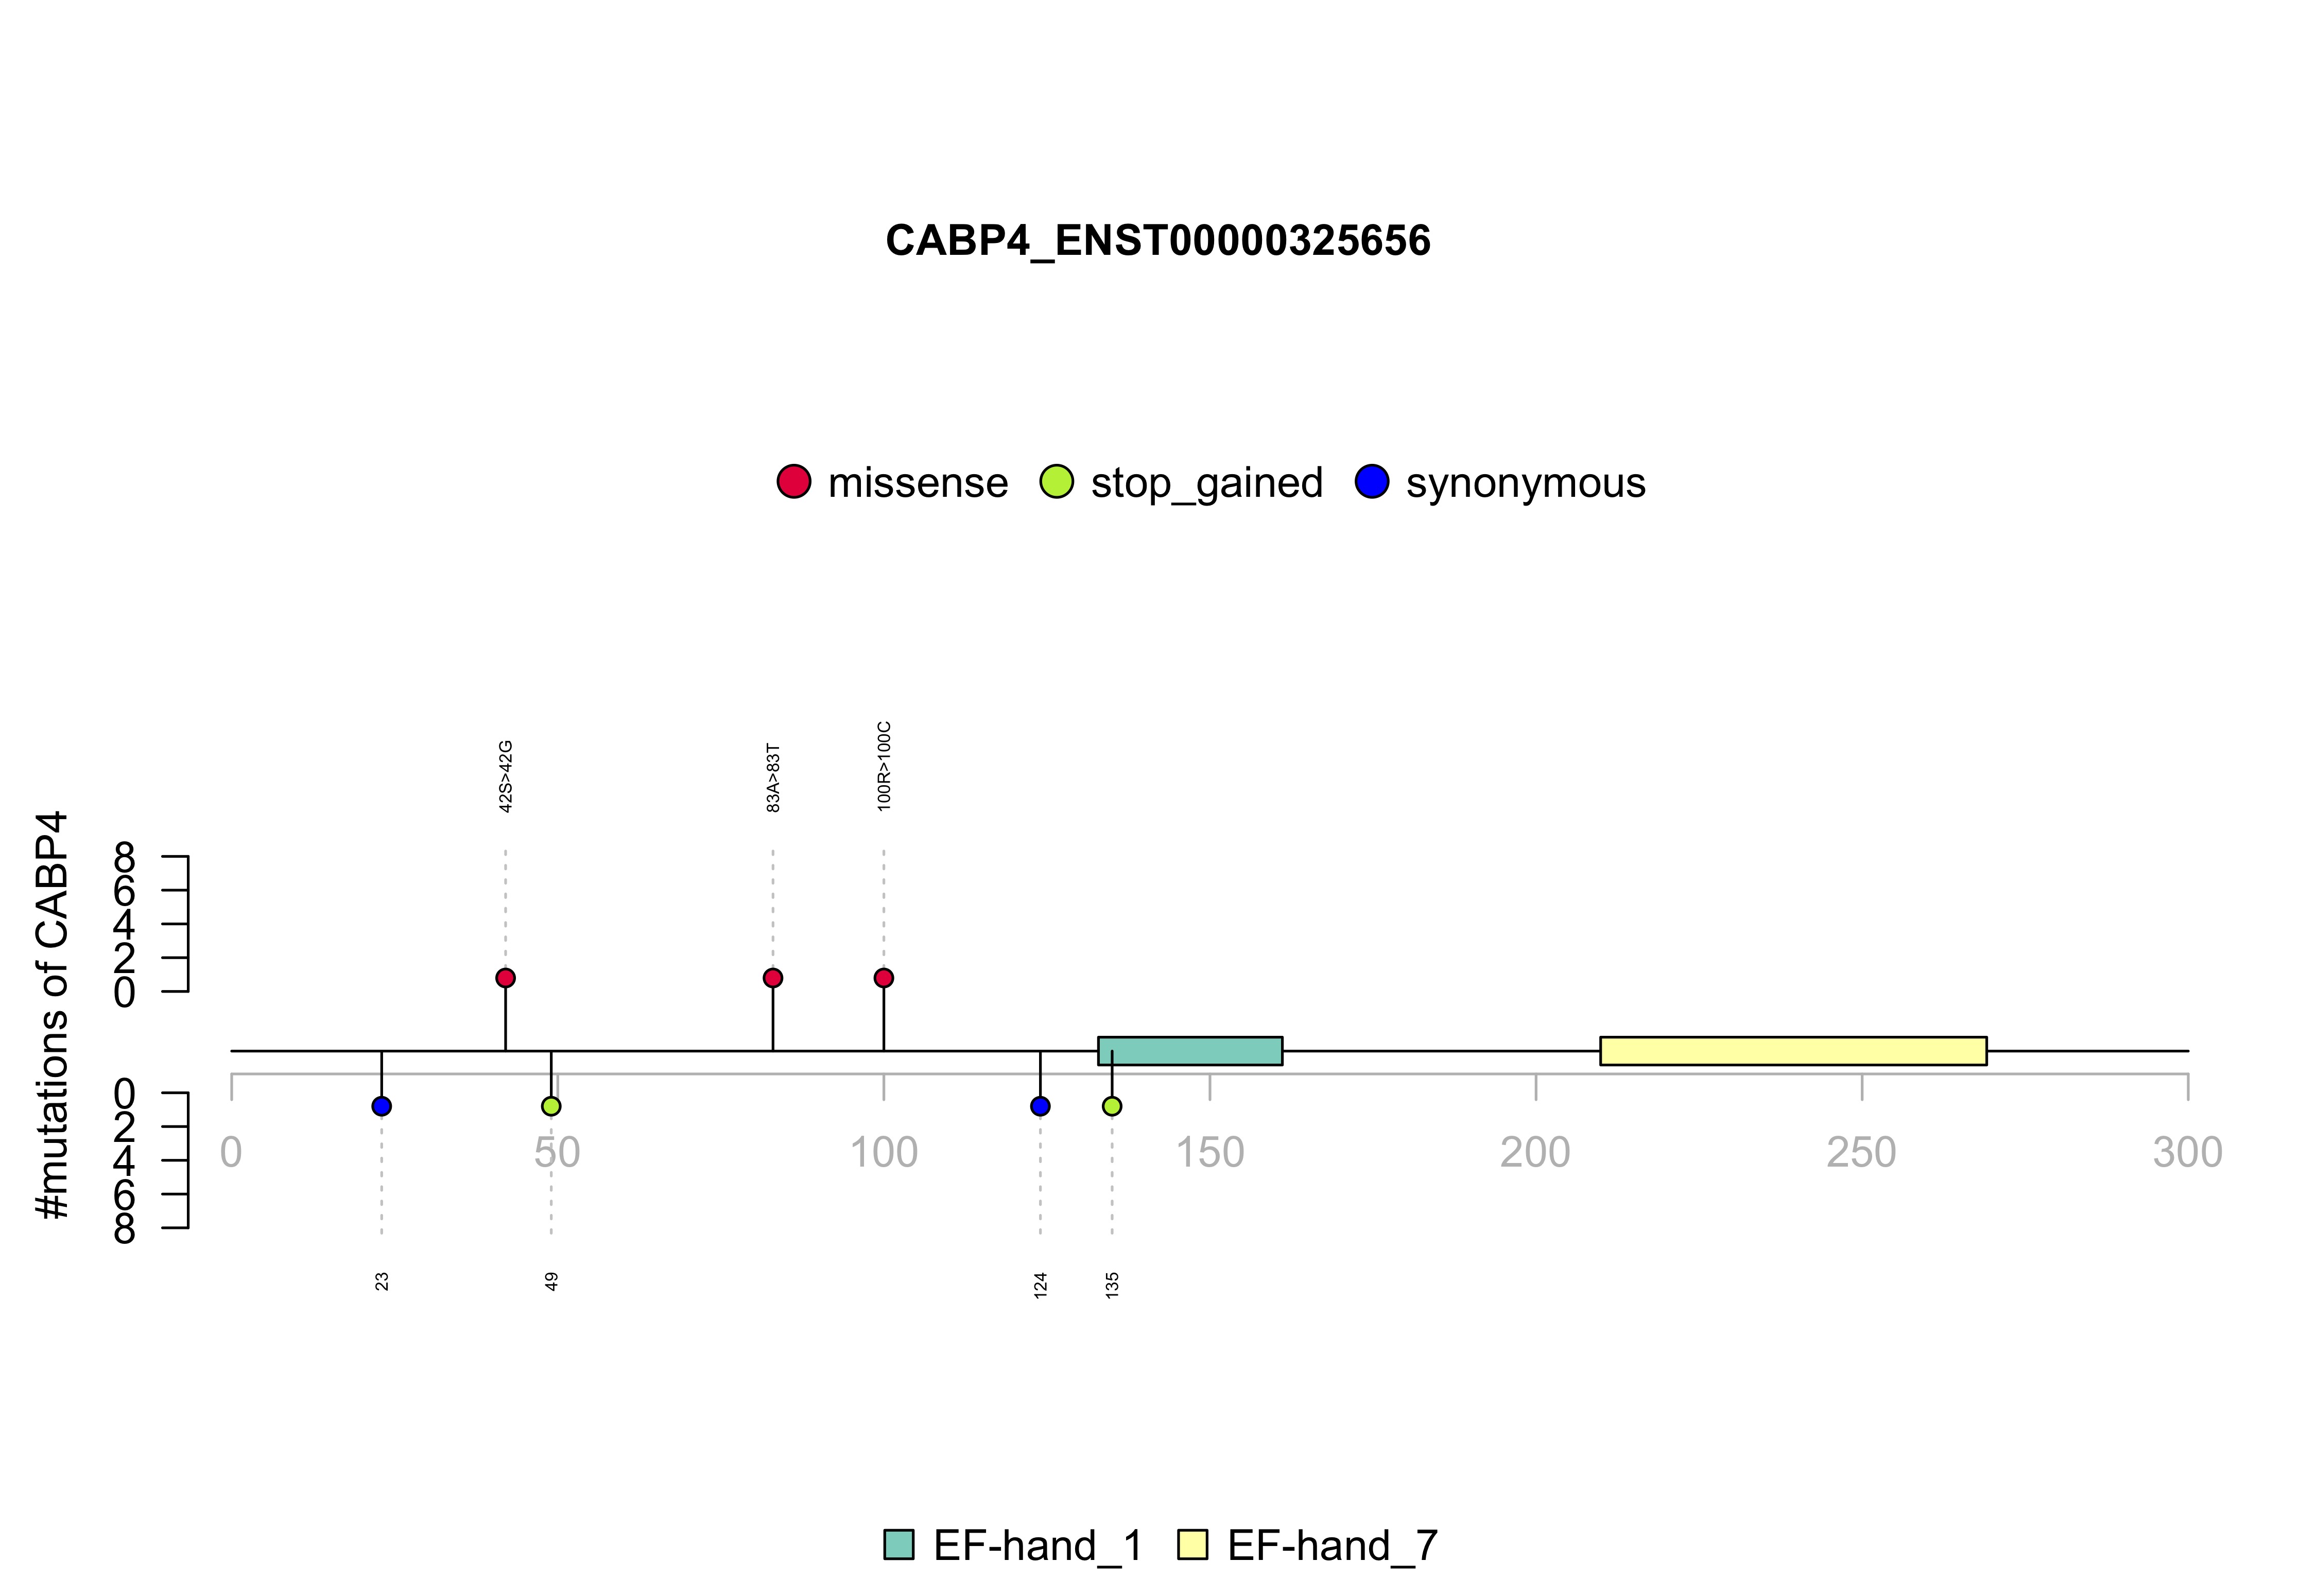 CABP4_ENST00000325656
missense stop_gained synonymous
42S>42G
83A>83T
100R>100C
#mutations of CABP4
8
6
4
2
0
0
2
4
6
8
0 50 100 150 200 250 300
23
49
124
135
EF-hand_1 EF-hand_7